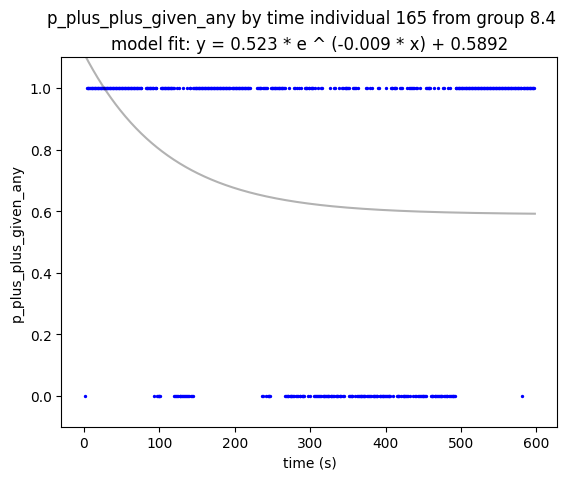 p_plus_plus_given_any by time individual 165 from group 8.4
model fit: y = 0.523 * e ^ (-0.009 * x) + 0.5892
1.0
0.8
0.6
0.4
0.2
0.0
p_plus_plus_given_any
0 100 200 300 400 500 600
time (s)